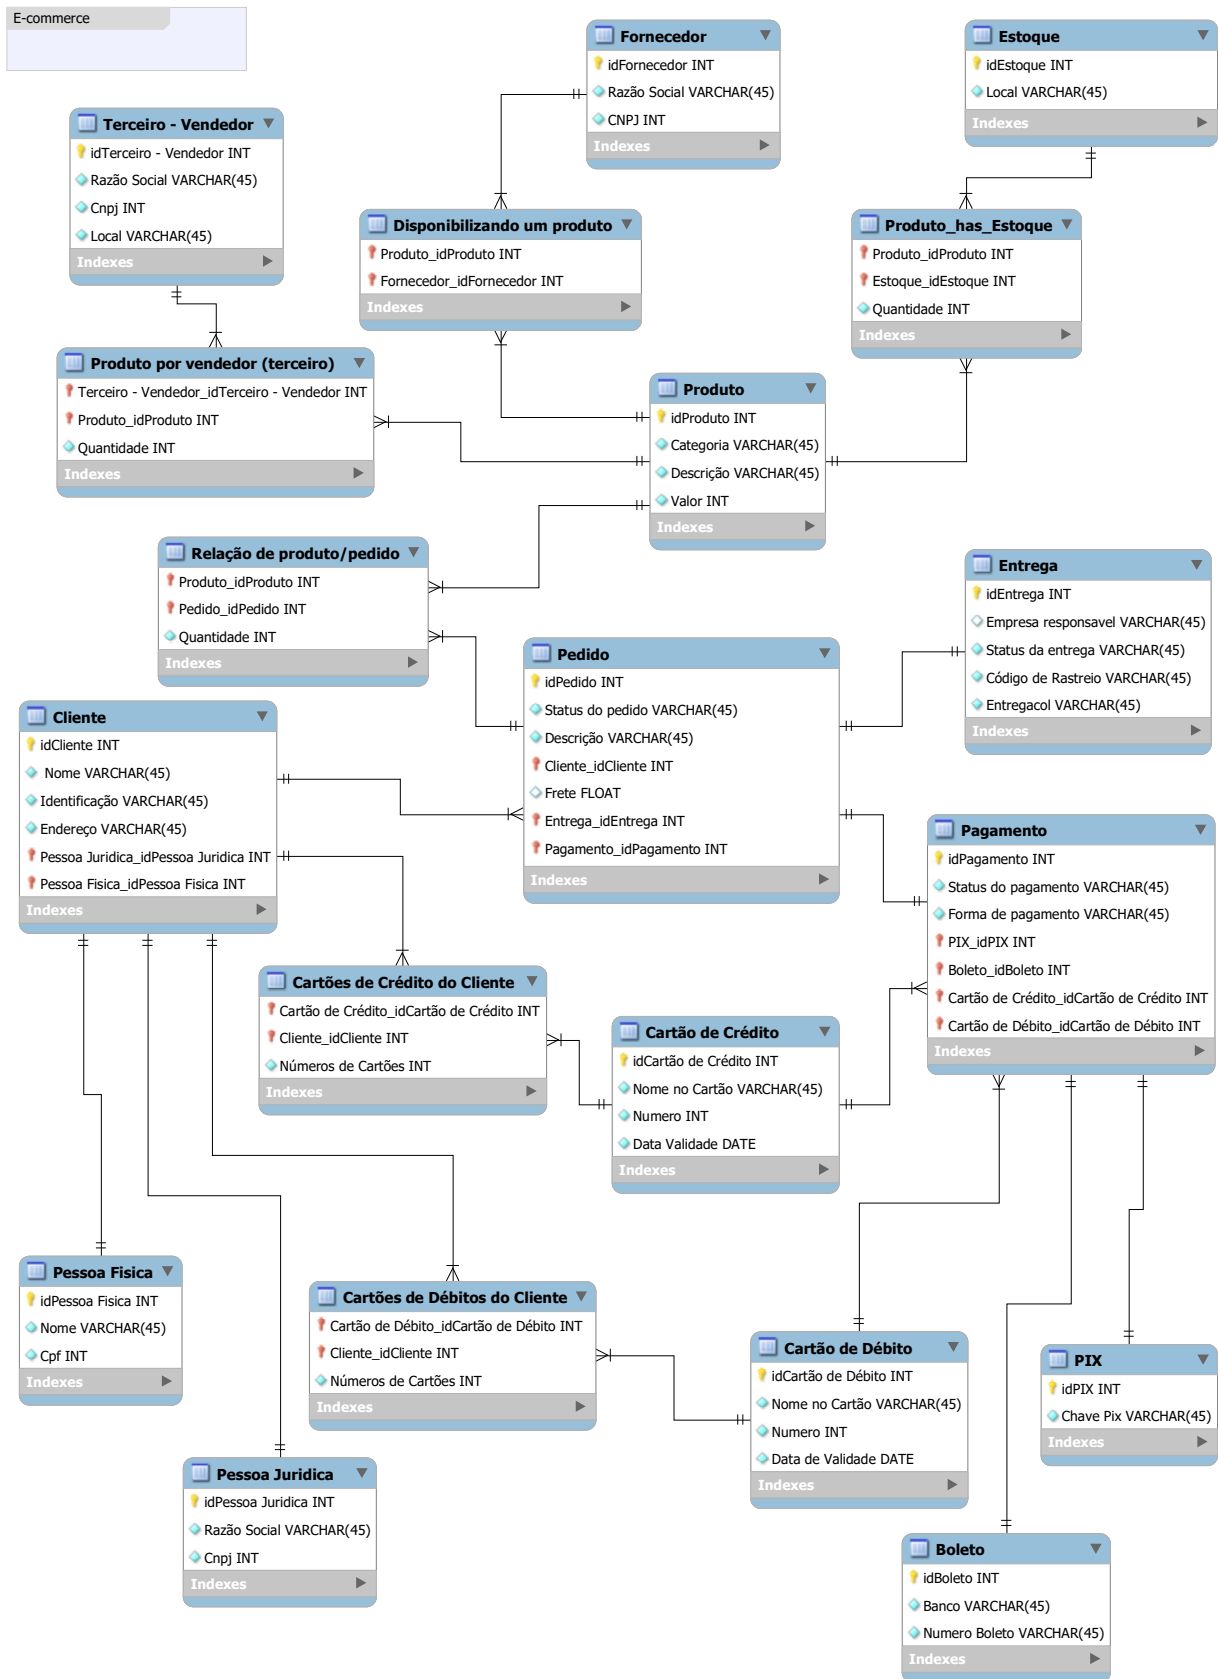 E-commerce
Fornecedor
idFornecedor INT
Razão Social VARCHAR(45)
CNPJ INT
Indexes
Estoque
idEstoque INT
Local VARCHAR(45)
Indexes
Terceiro - Vendedor
idTerceiro - Vendedor INT
Razão Social VARCHAR(45)
Cnpj INT
Local VARCHAR(45)
Indexes
Disponibilizando um produto
Produto_idProduto INT
Fornecedor_idFornecedor INT
Indexes
Produto_has_Estoque
Produto_idProduto INT
Estoque_idEstoque INT
Quantidade INT
Indexes
Produto por vendedor (terceiro)
Terceiro - Vendedor_idTerceiro - Vendedor INT
Produto_idProduto INT
Quantidade INT
Indexes
Produto
idProduto INT
Categoria VARCHAR(45)
Descrição VARCHAR(45)
Valor INT
Indexes
Relação de produto/pedido
Produto_idProduto INT
Pedido_idPedido INT
Quantidade INT
Indexes
Entrega
idEntrega INT
Empresa responsavel VARCHAR(45)
Status da entrega VARCHAR(45)
Código de Rastreio VARCHAR(45)
Entregacol VARCHAR(45)
Indexes
Pedido
idPedido INT
Status do pedido VARCHAR(45)
Descrição VARCHAR(45)
Cliente_idCliente INT
Frete FLOAT
Entrega_idEntrega INT
Pagamento_idPagamento INT
Indexes
Cliente
idCliente INT
Nome VARCHAR(45)
Identificação VARCHAR(45)
Endereço VARCHAR(45)
Pessoa Juridica_idPessoa Juridica INT
Pessoa Fisica_idPessoa Fisica INT
Indexes
Pagamento
idPagamento INT
Status do pagamento VARCHAR(45)
Forma de pagamento VARCHAR(45)
PIX_idPIX INT
Boleto_idBoleto INT
Cartão de Crédito_idCartão de Crédito INT
Cartão de Débito_idCartão de Débito INT
Indexes
Cartões de Crédito do Cliente
Cartão de Crédito_idCartão de Crédito INT
Cliente_idCliente INT
Números de Cartões INT
Indexes
Cartão de Crédito
idCartão de Crédito INT
Nome no Cartão VARCHAR(45)
Numero INT
Data Validade DATE
Indexes
Pessoa Fisica
idPessoa Fisica INT
Nome VARCHAR(45)
Cpf INT
Indexes
Cartões de Débitos do Cliente
Cartão de Débito_idCartão de Débito INT
Cliente_idCliente INT
Números de Cartões INT
Indexes
Cartão de Débito
idCartão de Débito INT
Nome no Cartão VARCHAR(45)
Numero INT
Data de Validade DATE
Indexes
PIX
idPIX INT
Chave Pix VARCHAR(45)
Indexes
Pessoa Juridica
idPessoa Juridica INT
Razão Social VARCHAR(45)
Cnpj INT
Indexes
Boleto
idBoleto INT
Banco VARCHAR(45)
Numero Boleto VARCHAR(45)
Indexes